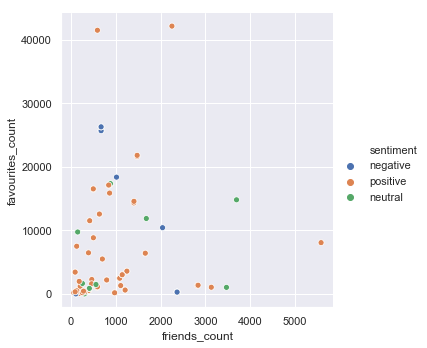 40000
30000
20000
10000
0
favourites_count
0 1000 2000 3000 4000 5000
friends_count
sentiment
negative
positive
neutral